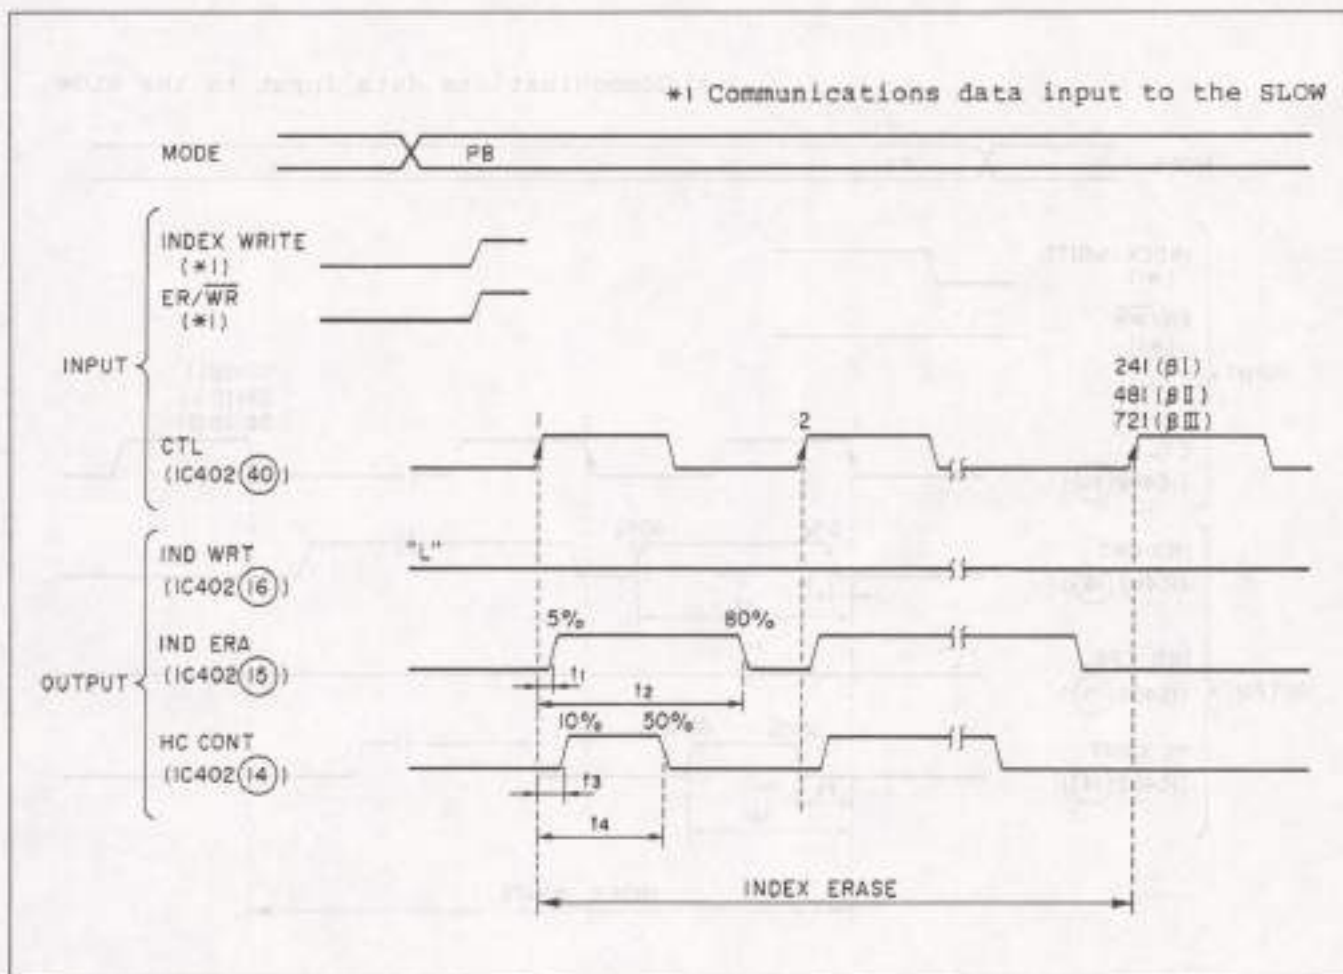 *1 Communications data input to the SLOW
MODE
PB
INDEX WRITE
(*1)
ER/W̅R̅
(*1)
INPUT
241 (βI)
481 (βII)
721 (βIII)
1
2
CTL
(IC402 40)
IND WRT
(IC402 16)
"L"
OUTPUT
IND ERA
(IC402 15)
5%
80%
t1
t2
HC CONT
(IC402 14)
10%
50%
t3
t4
INDEX ERASE